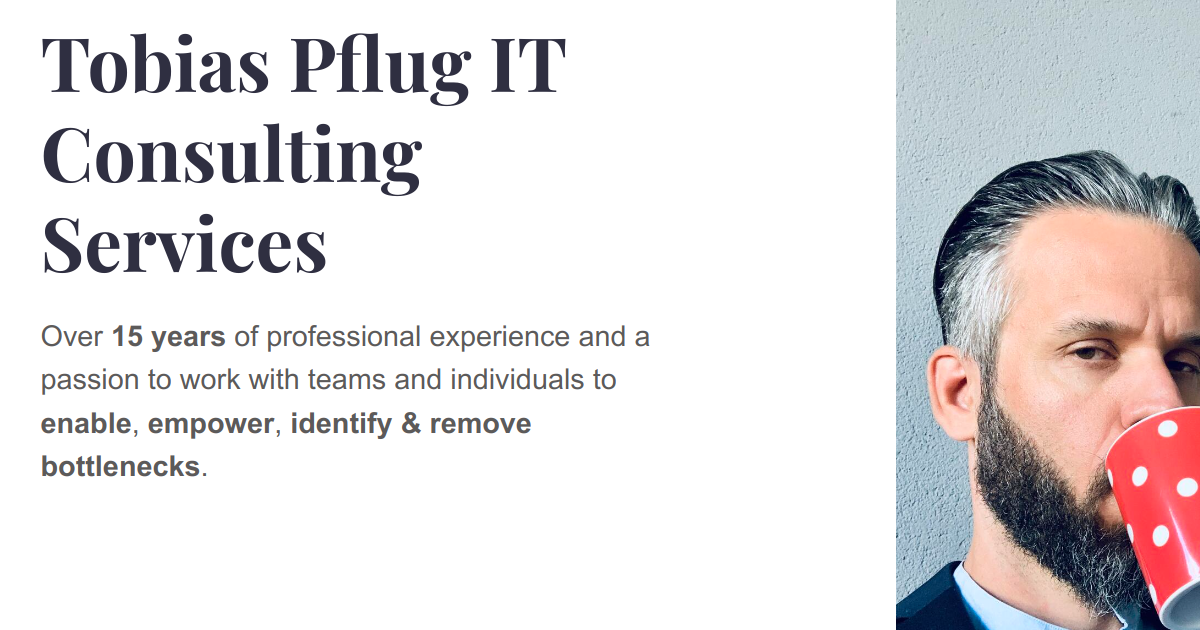 Tobias Pflug IT
Consulting
Services
Over 15 years of professional experience and a
passion to work with teams and individuals to
enable, empower, identify & remove
bottlenecks.